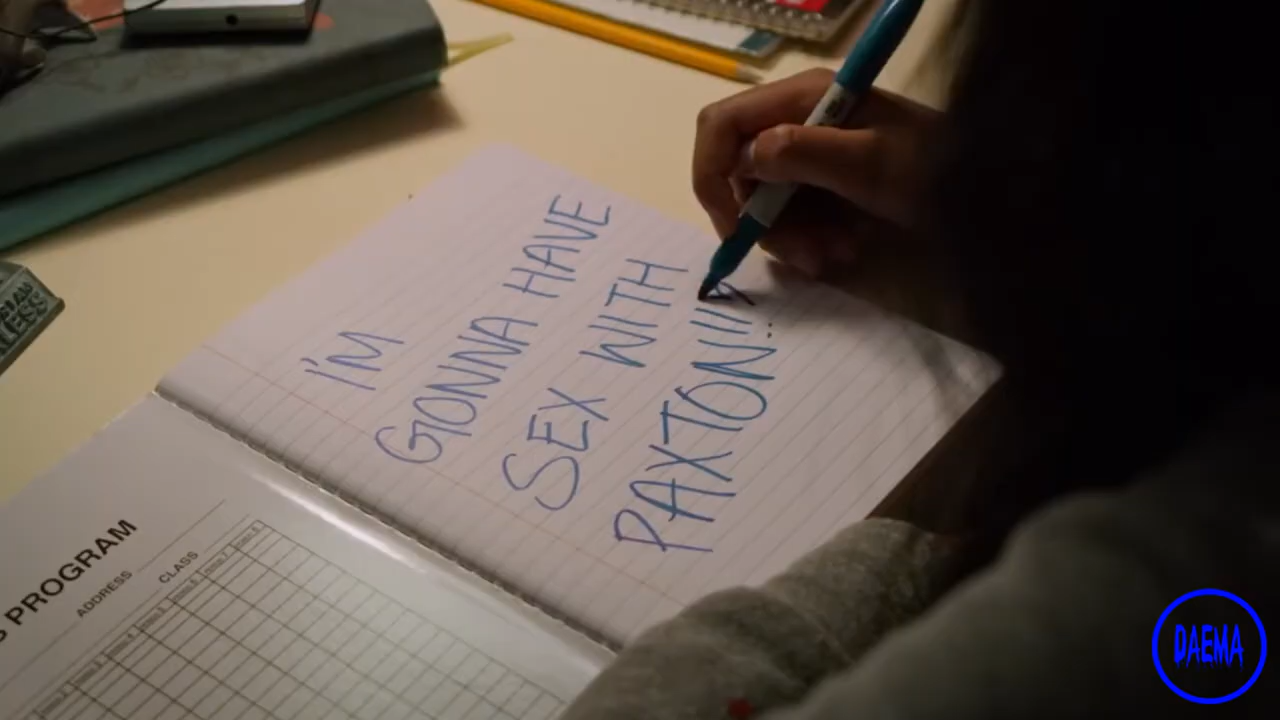 I'M
GONNA HAVE
SEX WITH
PAXTON!!!
PROGRAM
ADDRESS
CLASS
DAEMA